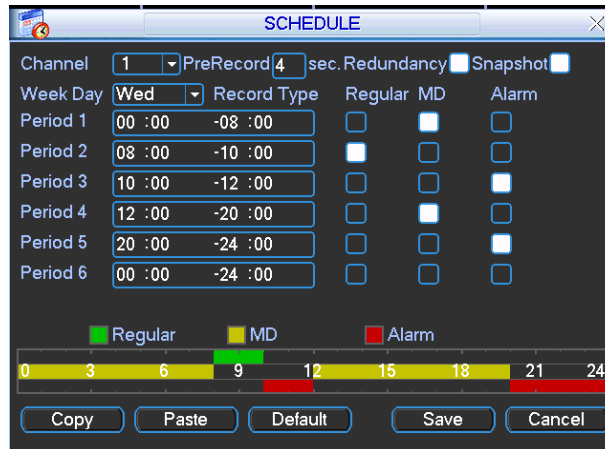 SCHEDULE
Channel 1 PreRecord 4 sec. Redundancy Snapshot
Week Day Wed Record Type Regular MD Alarm
Period 1 00 :00 -08 :00
Period 2 08 :00 -10 :00
Period 3 10 :00 -12 :00
Period 4 12 :00 -20 :00
Period 5 20 :00 -24 :00
Period 6 00 :00 -24 :00
Regular MD Alarm
0 3 6 9 12 15 18 21 24
Copy Paste Default Save Cancel